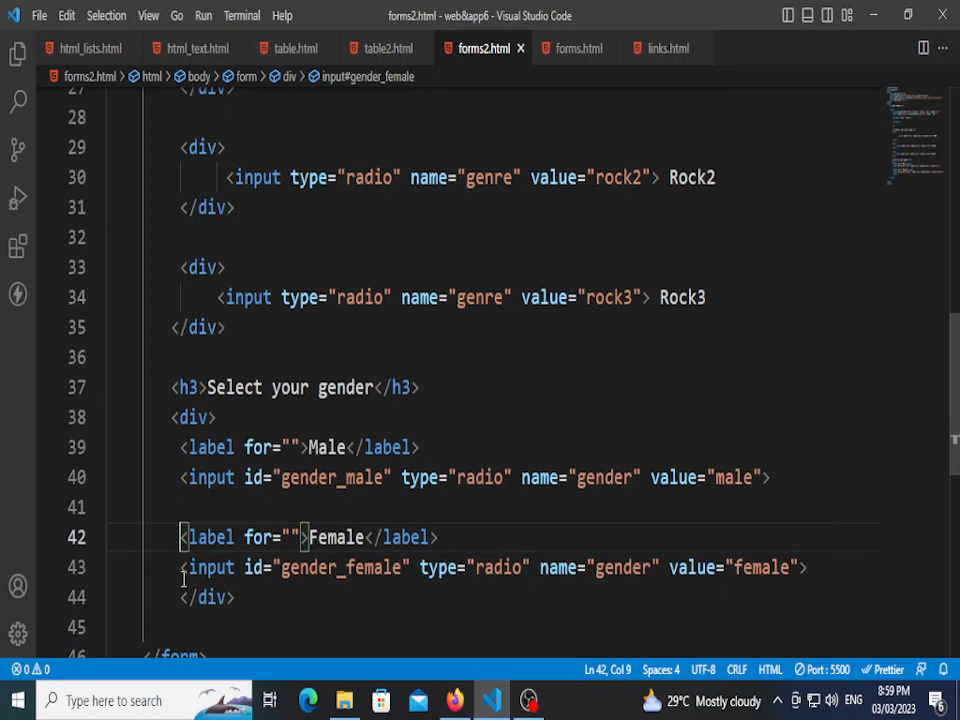 File Edit Selection View Go Run Terminal Help forms2.html - web&app6 - Visual Studio Code
html_lists.html html_text.html table.html table2.html forms2.html forms.html links.html
forms2.html > html > body > form > div > input#gender_female
27 </div>
28
29 <div>
30 <input type="radio" name="genre" value="rock2"> Rock2
31 </div>
32
33 <div>
34 <input type="radio" name="genre" value="rock3"> Rock3
35 </div>
36
37 <h3>Select your gender</h3>
38 <div>
39 <label for="">Male</label>
40 <input id="gender_male" type="radio" name="gender" value="male">
41
42 <label for="">Female</label>
43 <input id="gender_female" type="radio" name="gender" value="female">
44 </div>
45
46 </form>
0 0 Ln 42, Col 9 Spaces: 4 UTF-8 CRLF HTML Port : 5500 Prettier
Type here to search 29°C Mostly cloudy ENG 8:59 PM 03/03/2023 6